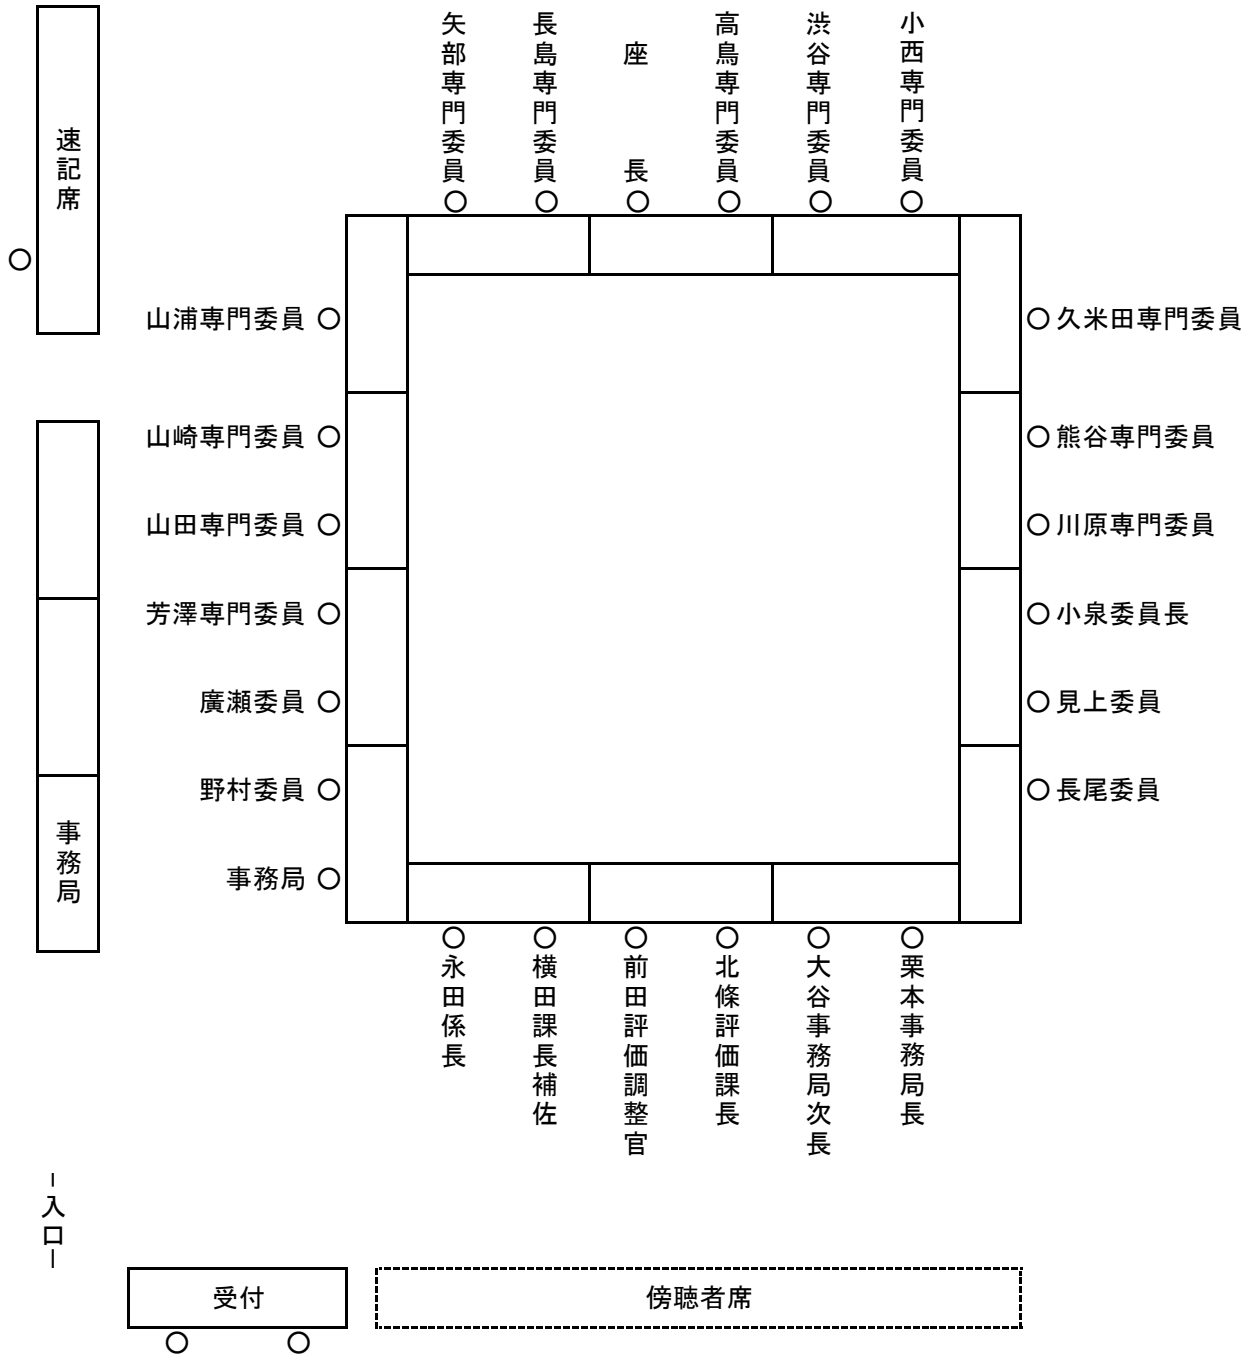 矢部専門委員
長島専門委員
座長
高鳥専門委員
渋谷専門委員
小西専門委員
速記席
山浦専門委員
久米田専門委員
山崎専門委員
熊谷専門委員
山田専門委員
川原専門委員
芳澤専門委員
小泉委員長
廣瀬委員
見上委員
野村委員
長尾委員
事務局
事務局
永田係長
横田課長補佐
前田評価調整官
北條評価課長
大谷事務局次長
栗本事務局長
入口
受付
傍聴者席